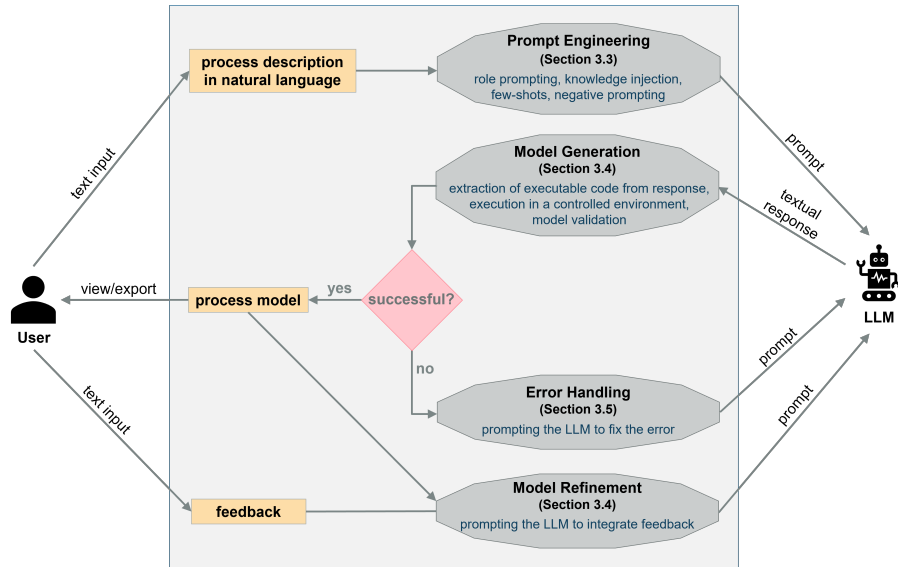 process description
in natural language
Prompt Engineering
(Section 3.3)
role prompting, knowledge injection,
few-shots, negative prompting
text input
prompt
Model Generation
(Section 3.4)
extraction of executable code from response,
execution in a controlled environment,
model validation
textual
response
view/export
process model
yes
successful?
User
LLM
no
prompt
Error Handling
(Section 3.5)
prompting the LLM to fix the error
text input
prompt
feedback
Model Refinement
(Section 3.4)
prompting the LLM to integrate feedback